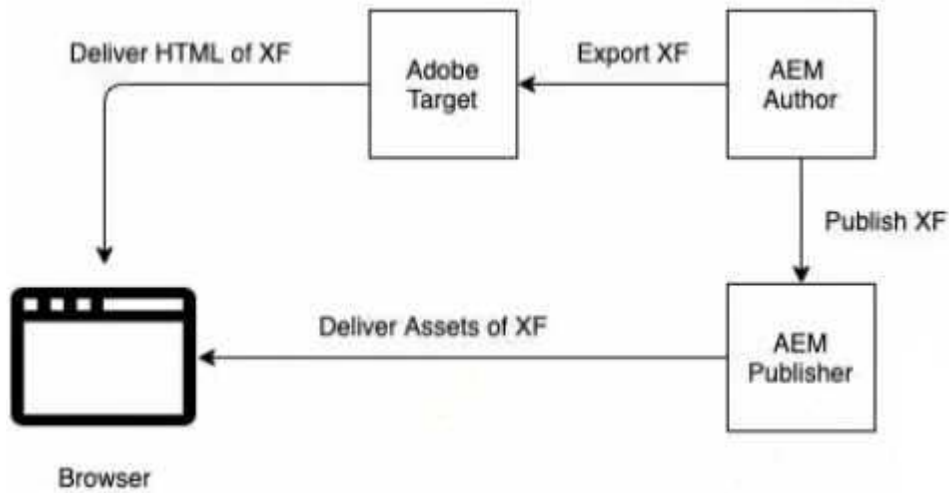 Deliver HTML of XF
Adobe
Target
Export XF
AEM
Author
Publish XF
Deliver Assets of XF
AEM
Publisher
Browser